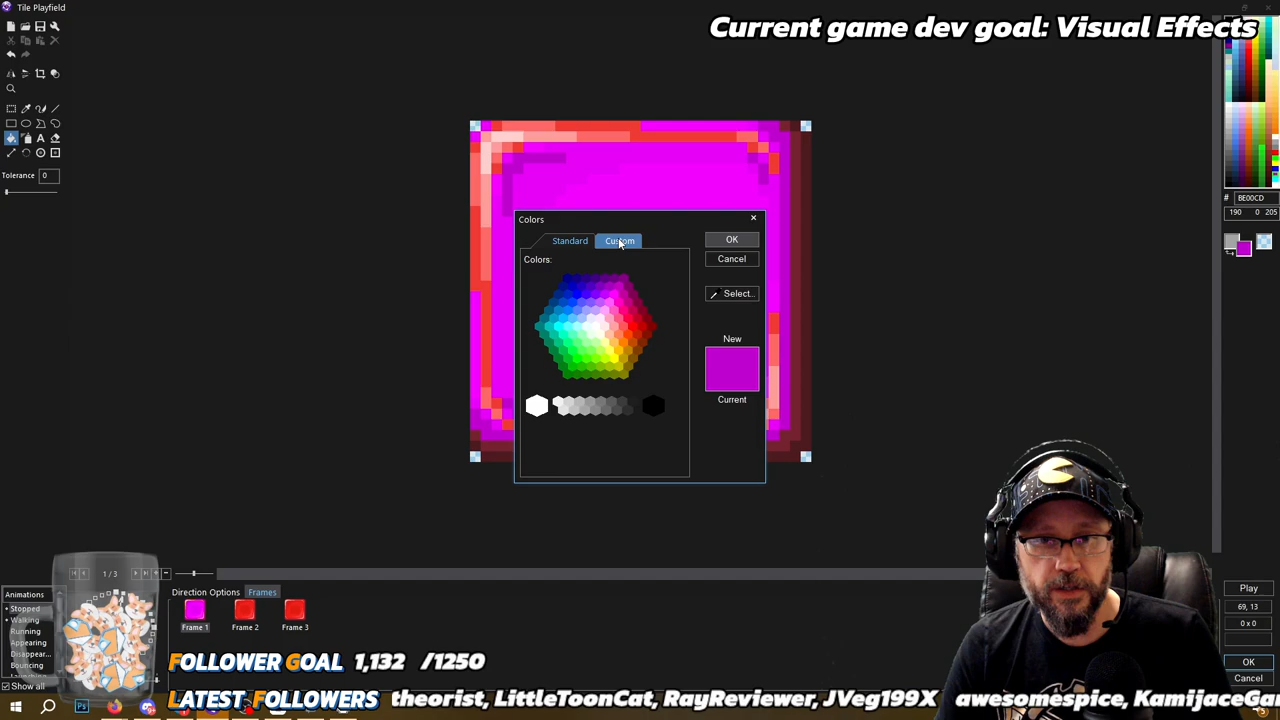 Tile Playfield
Current game dev goal: Visual Effects
Tolerance 0
# BE00CD
190 0 205
Colors
Standard Custom
OK
Colors:
Cancel
Select...
New
Current
1/3
Animations
Stopped
Walking
Running
Appearing
Disappear...
Bouncing
Show all
Direction Options Frames
Frame 1 Frame 2 Frame 3
Play
69, 13
0 x 0
OK
Cancel
FOLLOWER GOAL 1,132 /1250
LATEST FOLLOWERS theorist, LittleToonCat, RayReviewer, JVeg199X awesomespice, KamijaceGa